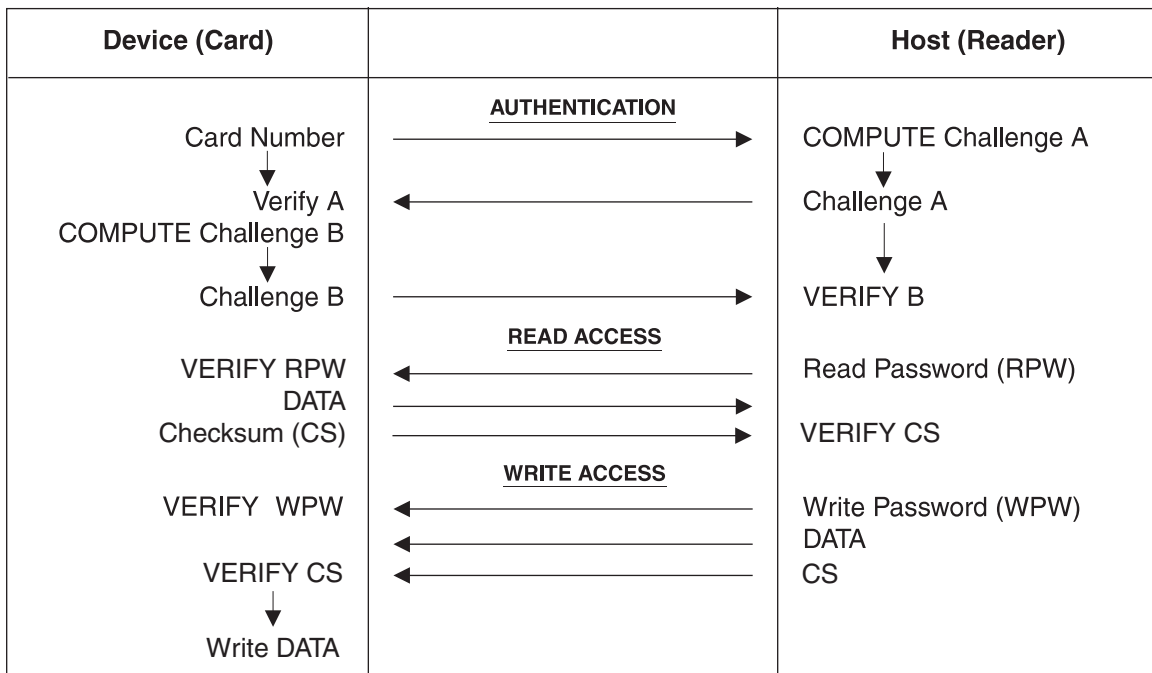 Device (Card) Host (Reader)
AUTHENTICATION
Card Number COMPUTE Challenge A
Verify A Challenge A
COMPUTE Challenge B
Challenge B VERIFY B
READ ACCESS
VERIFY RPW Read Password (RPW)
DATA
Checksum (CS) VERIFY CS
WRITE ACCESS
VERIFY WPW Write Password (WPW)
DATA
VERIFY CS CS
Write DATA